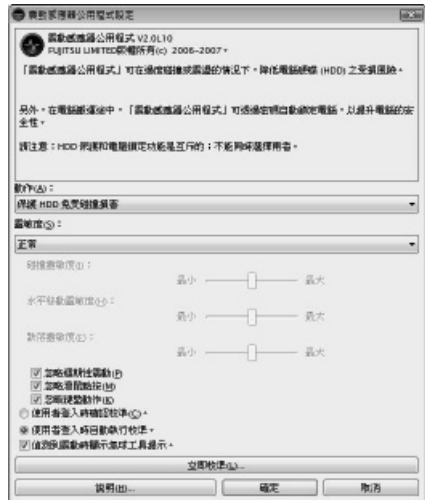 震動感應器公用程式設定
震動感應器公用程式 V2.0L10
FUJITSU LIMITED版權所有(c) 2006-2007。
「震動感應器公用程式」可在過度碰撞或震盪的情況下,降低電腦硬碟 (HDD) 之受損風險。
另外,在電腦搬運途中,「震動感應器公用程式」可透過密碼自動鎖定電腦,以提升電腦的安
全性。
請注意:HDD 保護和電腦鎖定功能是互斥的;不能同時選擇兩者。
動作(A):
保護 HDD 免受碰撞損害
靈敏度(S):
正常
碰撞靈敏度(I):
最小 最大
水平移動靈敏度(H):
最小 最大
跌落靈敏度(E):
最小 最大
忽略週期性震動(P)
忽略滑鼠點按(M)
忽略鍵盤動作(K)
使用者登入時確認校準(C)。
使用者登入時自動執行校準。
偵測到震動時顯示氣球工具提示。
立即校準(L)...
說明(H)...
確定
取消